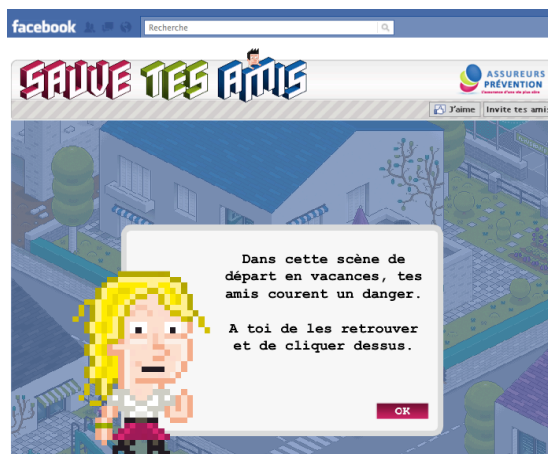 facebook
Recherche
SAUVE TES AMIS
ASSUREURS
PRÉVENTION
J'aime
Invite tes amis
Dans cette scène de
départ en vacances, tes
amis courent un danger.
A toi de les retrouver
et de cliquer dessus.
OK